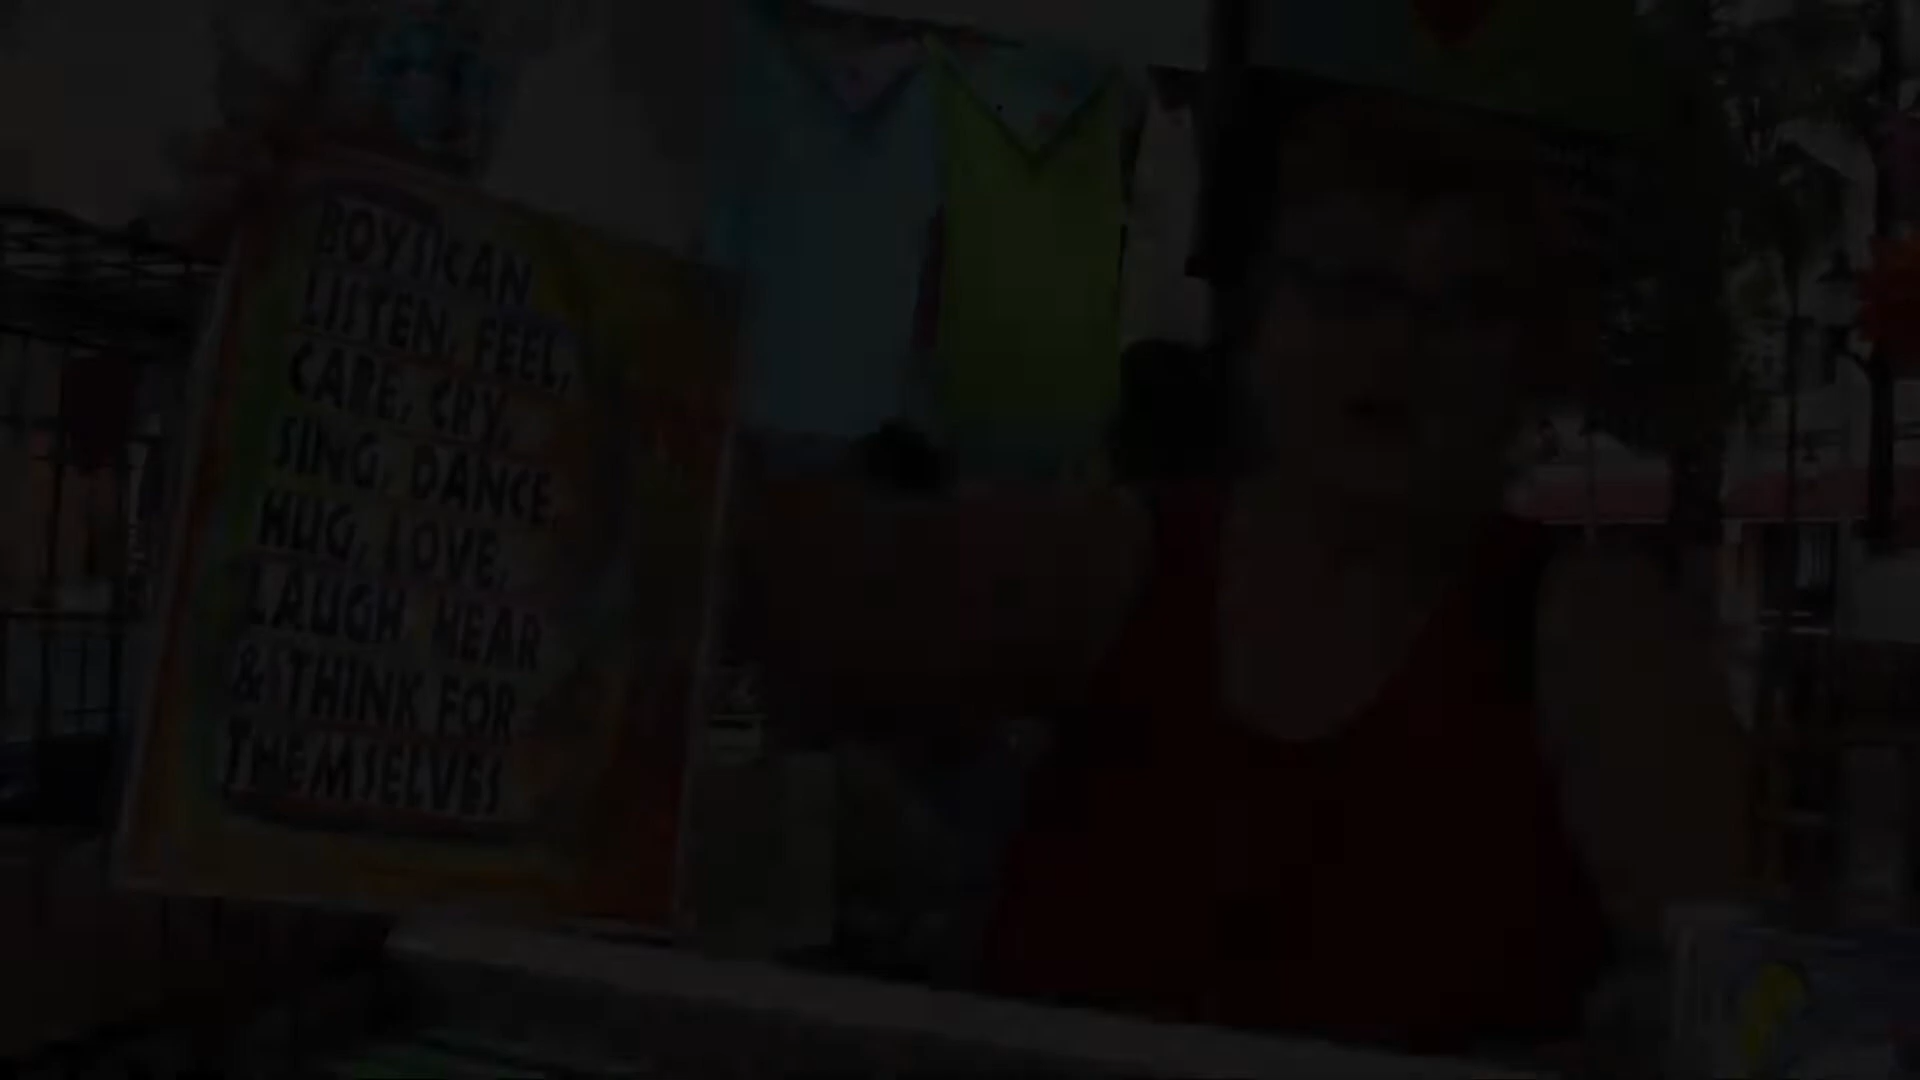 BOYS CAN
LISTEN, FEEL,
CARE, CRY,
SING, DANCE,
HUG, LOVE,
LAUGH, HEAR
& THINK FOR
THEMSELVES